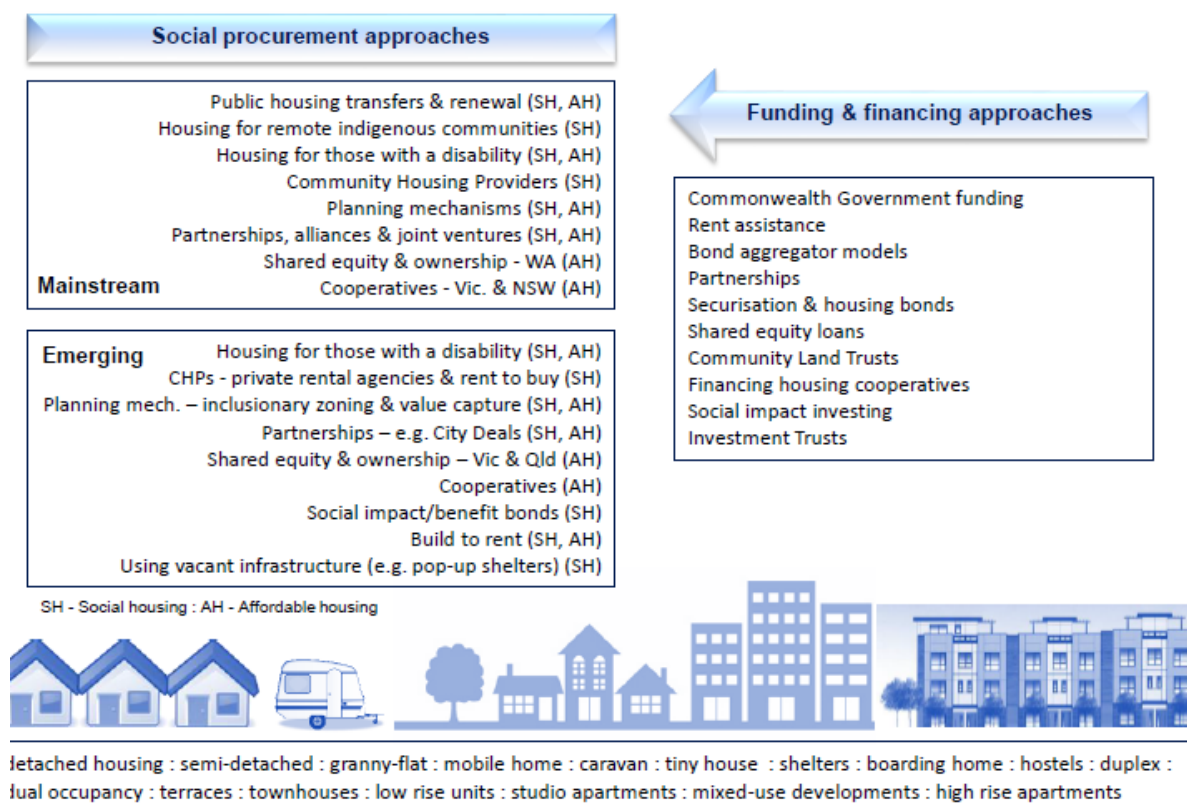 Social procurement approaches
Public housing transfers & renewal (SH, AH)
Housing for remote indigenous communities (SH)
Housing for those with a disability (SH, AH)
Community Housing Providers (SH)
Planning mechanisms (SH, AH)
Partnerships, alliances & joint ventures (SH, AH)
Shared equity & ownership - WA (AH)
Mainstream Cooperatives - Vic. & NSW (AH)
Emerging Housing for those with a disability (SH, AH)
CHPs - private rental agencies & rent to buy (SH)
Planning mech. – inclusionary zoning & value capture (SH, AH)
Partnerships – e.g. City Deals (SH, AH)
Shared equity & ownership – Vic & Qld (AH)
Cooperatives (AH)
Social impact/benefit bonds (SH)
Build to rent (SH, AH)
Using vacant infrastructure (e.g. pop-up shelters) (SH)
SH - Social housing : AH - Affordable housing
Funding & financing approaches
Commonwealth Government funding
Rent assistance
Bond aggregator models
Partnerships
Securisation & housing bonds
Shared equity loans
Community Land Trusts
Financing housing cooperatives
Social impact investing
Investment Trusts
detached housing : semi-detached : granny-flat : mobile home : caravan : tiny house : shelters : boarding home : hostels : duplex :
dual occupancy : terraces : townhouses : low rise units : studio apartments : mixed-use developments : high rise apartments